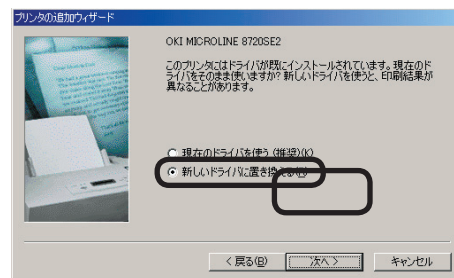 プリンタの追加ウィザード
OKI MICROLINE 8720SE2
このプリンタにはドライバが既にインストールされています。現在のド
ライバをそのまま使いますか? 新しいドライバを使うと、印刷結果が
異なることがあります。
現在のドライバを使う (推奨)(K)
新しいドライバに置き換える(R)
< 戻る(B)
次へ >
キャンセル